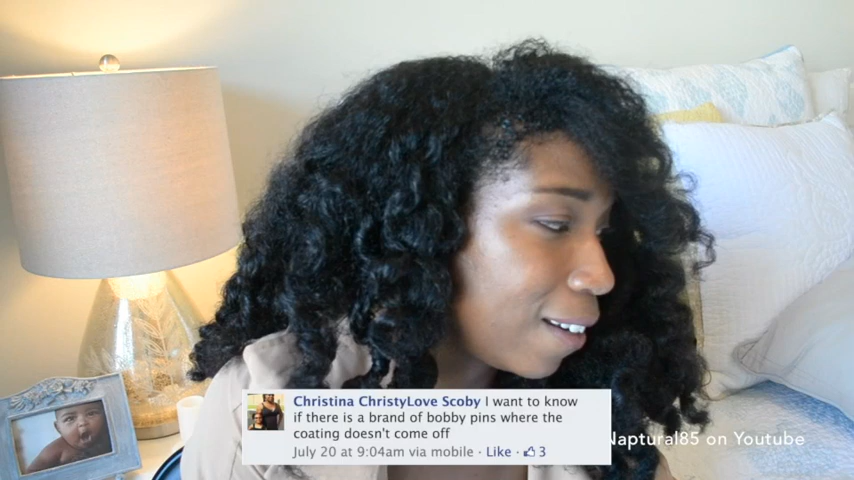 Christina ChristyLove Scoby I want to know
if there is a brand of bobby pins where the
coating doesn't come off
July 20 at 9:04am via mobile · Like · 3
Naptural85 on Youtube